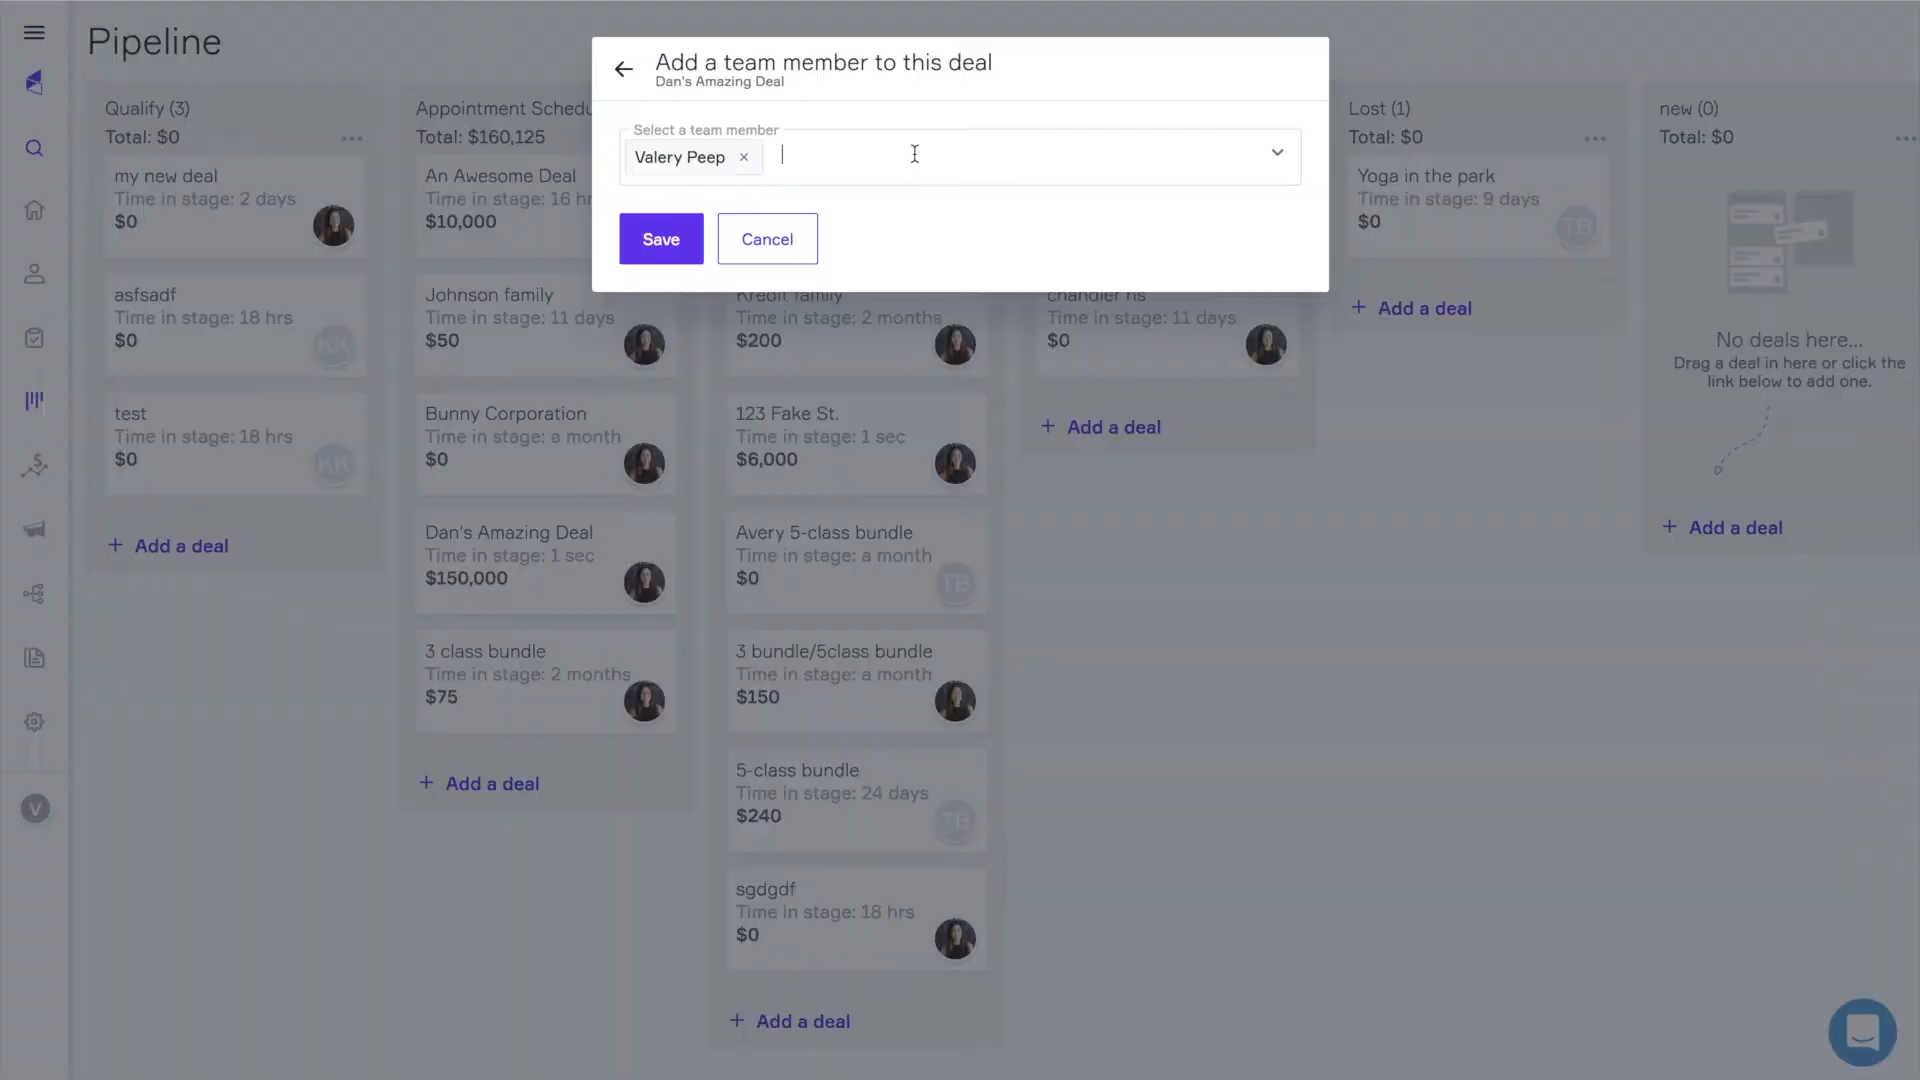 Pipeline
Add a team member to this deal
Dan's Amazing Deal
Select a team member
Valery Peep ×
Save
Cancel
Qualify (3)
Total: $0
my new deal
Time in stage: 2 days
$0
asfsadf
Time in stage: 18 hrs
$0
KK
test
Time in stage: 18 hrs
$0
KK
+ Add a deal
Appointment Schedu
Total: $160,125
An Awesome Deal
Time in stage: 16 hr
$10,000
Johnson family
Time in stage: 11 days
$50
Bunny Corporation
Time in stage: a month
$0
Dan's Amazing Deal
Time in stage: 1 sec
$150,000
3 class bundle
Time in stage: 2 months
$75
+ Add a deal
Kredit family
Time in stage: 2 months
$200
123 Fake St.
Time in stage: 1 sec
$6,000
Avery 5-class bundle
Time in stage: a month
$0
TB
3 bundle/5class bundle
Time in stage: a month
$150
5-class bundle
Time in stage: 24 days
$240
TB
sgdgdf
Time in stage: 18 hrs
$0
+ Add a deal
chandler
Time in stage: 11 days
$0
+ Add a deal
Lost (1)
Total: $0
Yoga in the park
Time in stage: 9 days
$0
TB
+ Add a deal
new (0)
Total: $0
No deals here...
Drag a deal in here or click the
link below to add one.
+ Add a deal
V